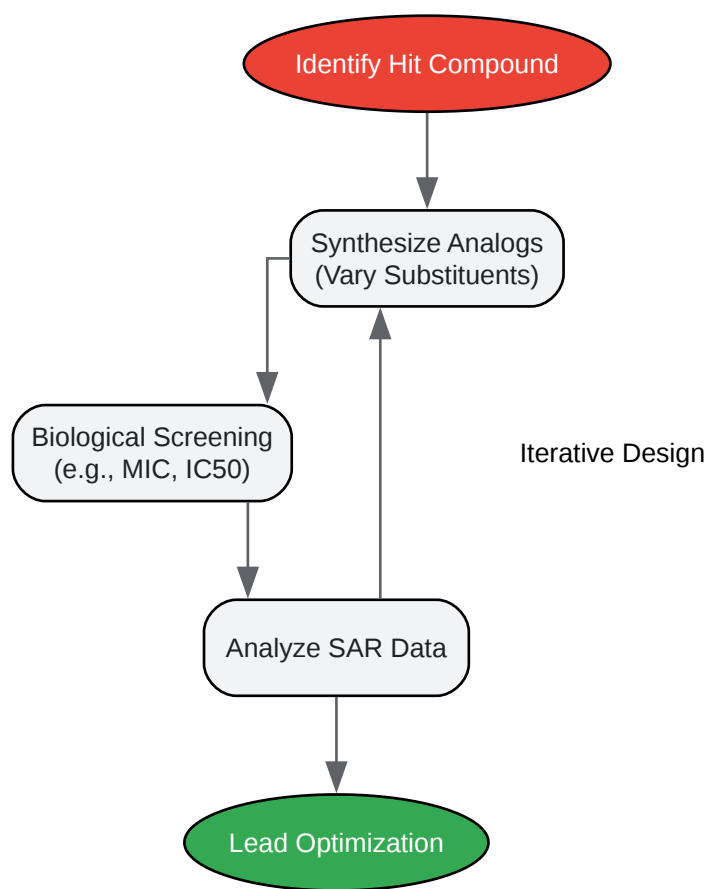 Identify Hit Compound
Synthesize Analogs
(Vary Substituents)
Biological Screening
(e.g., MIC, IC50)
Iterative Design
Analyze SAR Data
Lead Optimization